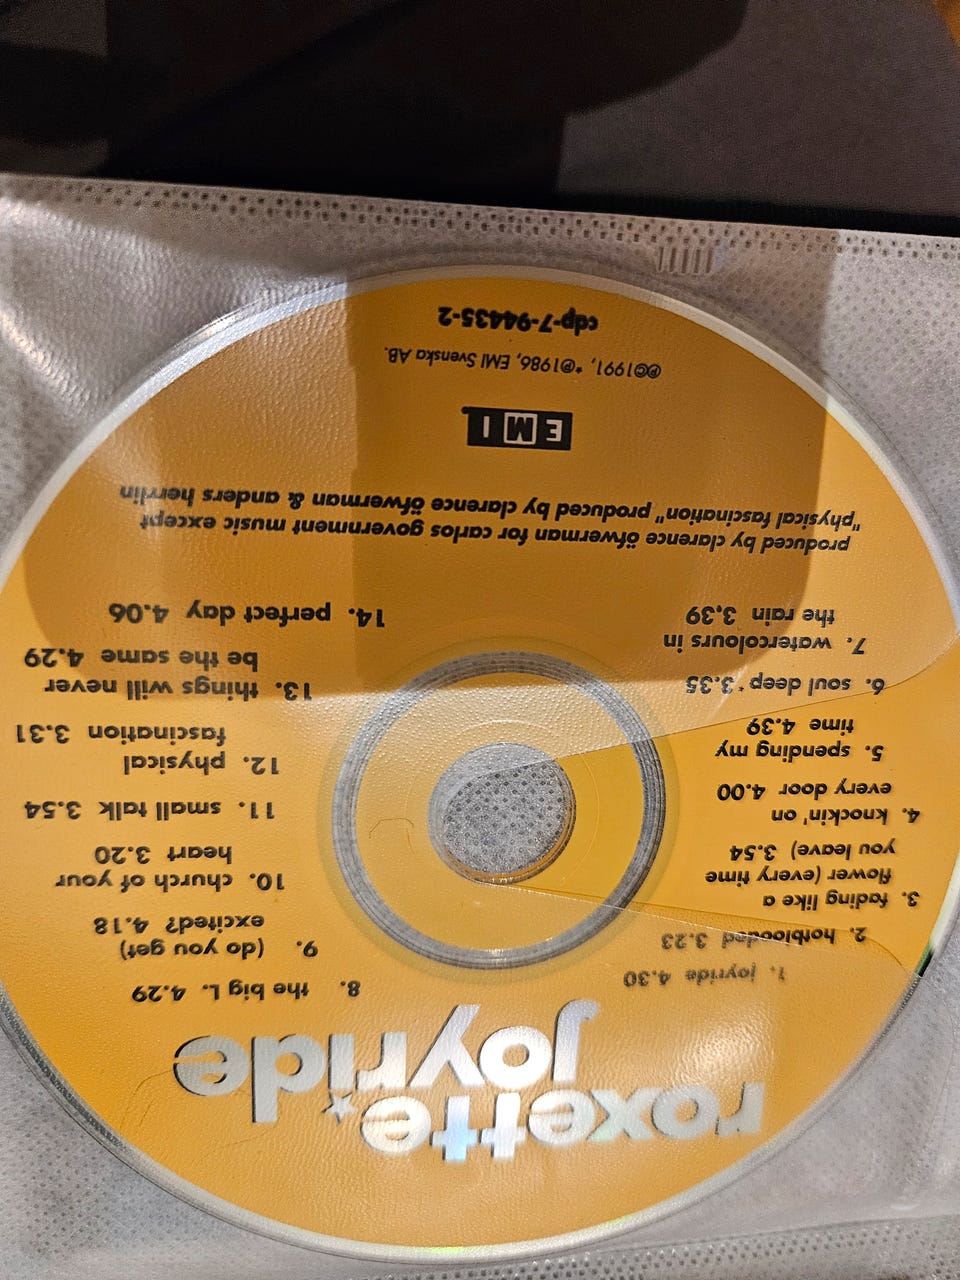 roxette
joyride
1. joyride 4.30
2. hotblooded 3.23
3. fading like a
flower (every time
you leave) 3.54
4. knockin'on
every door 4.00
5. spending my
time 4.39
6. soul deep* 3.35
7. watercolours in
the rain 3.39
8. the big L. 4.29
9. (do you get)
excited? 4.18
10. church of your
heart 3.20
11. small talk 3.54
12. physical
fascination 3.31
13. things will never
be the same 4.29
14. perfect day 4.06
produced by clarence öfwerman for carlos government music except
"physical fascination" produced by clarence öfwerman & anders herrlin
EMI
℗©1991, *℗1986, EMI Svenska AB.
cdp-7-94435-2